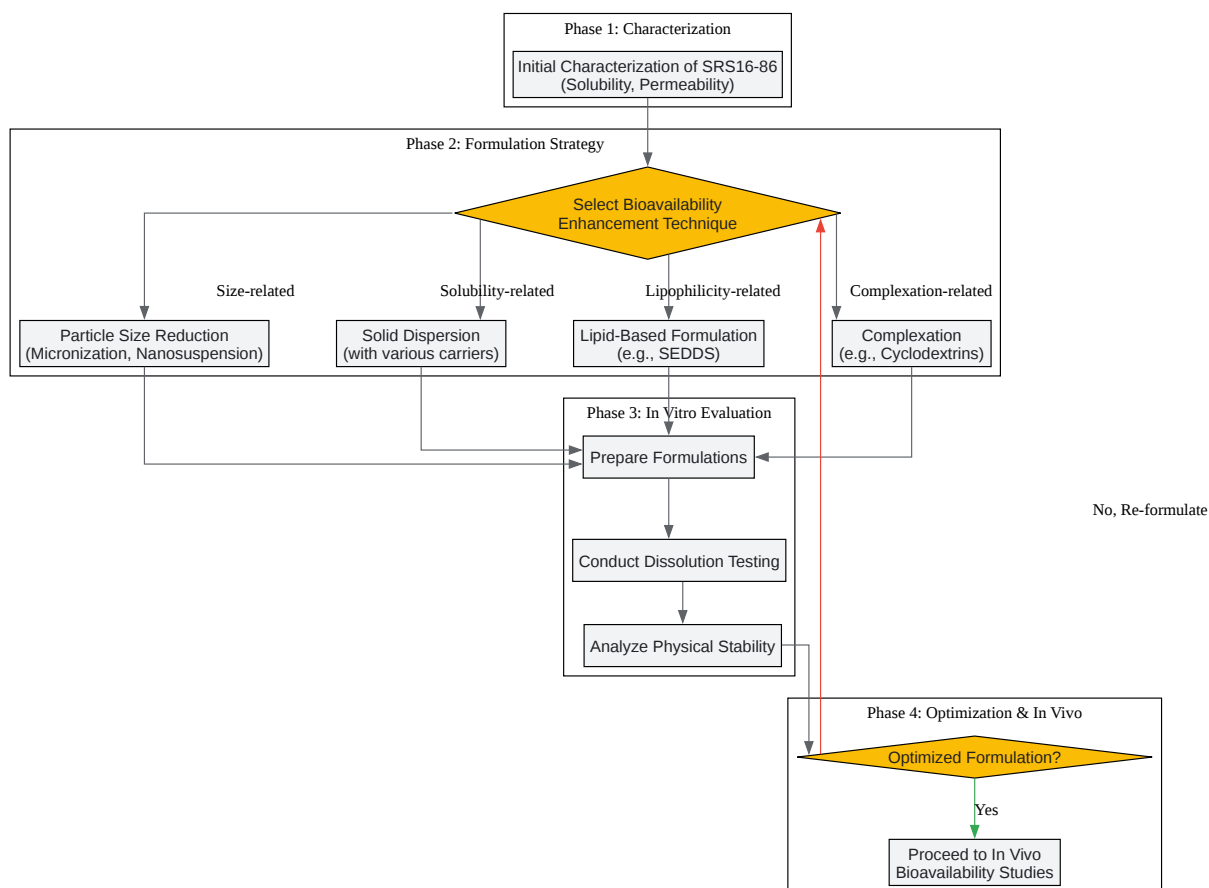 Phase 1: Characterization
Initial Characterization of SRS16-86
(Solubility, Permeability)
Phase 2: Formulation Strategy
Select Bioavailability
Enhancement Technique
Size-related
Solubility-related
Lipophilicity-related
Complexation-related
Particle Size Reduction
(Micronization, Nanosuspension)
Solid Dispersion
(with various carriers)
Lipid-Based Formulation
(e.g., SEDDS)
Complexation
(e.g., Cyclodextrins)
Phase 3: In Vitro Evaluation
Prepare Formulations
No, Re-formulate
Conduct Dissolution Testing
Analyze Physical Stability
Phase 4: Optimization & In Vivo
Optimized Formulation?
Yes
Proceed to In Vivo
Bioavailability Studies